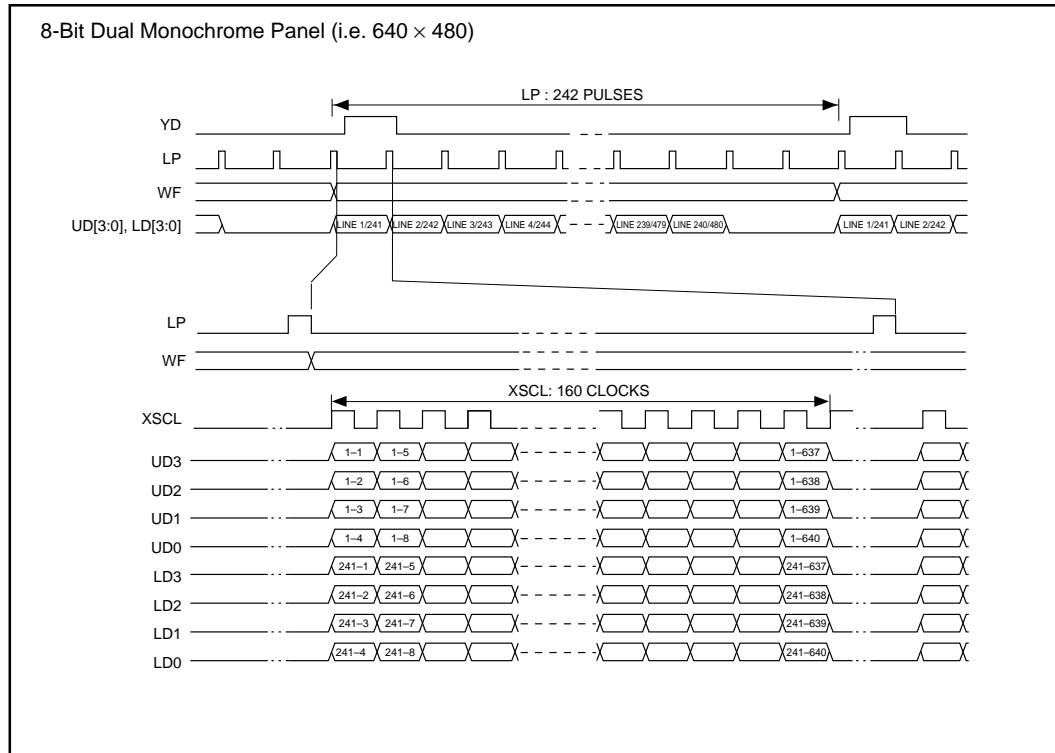 8-Bit Dual Monochrome Panel (i.e. 640 × 480)
LP : 242 PULSES
YD
LP
WF
UD[3:0], LD[3:0] LINE 1/241 LINE 2/242 LINE 3/243 LINE 4/244 LINE 239/479 LINE 240/480 LINE 1/241 LINE 2/242
LP
WF
XSCL: 160 CLOCKS
XSCL
UD3 1–1 1–5 1–637
UD2 1–2 1–6 1–638
UD1 1–3 1–7 1–639
UD0 1–4 1–8 1–640
LD3 241–1 241–5 241–637
LD2 241–2 241–6 241–638
LD1 241–3 241–7 241–639
LD0 241–4 241–8 241–640